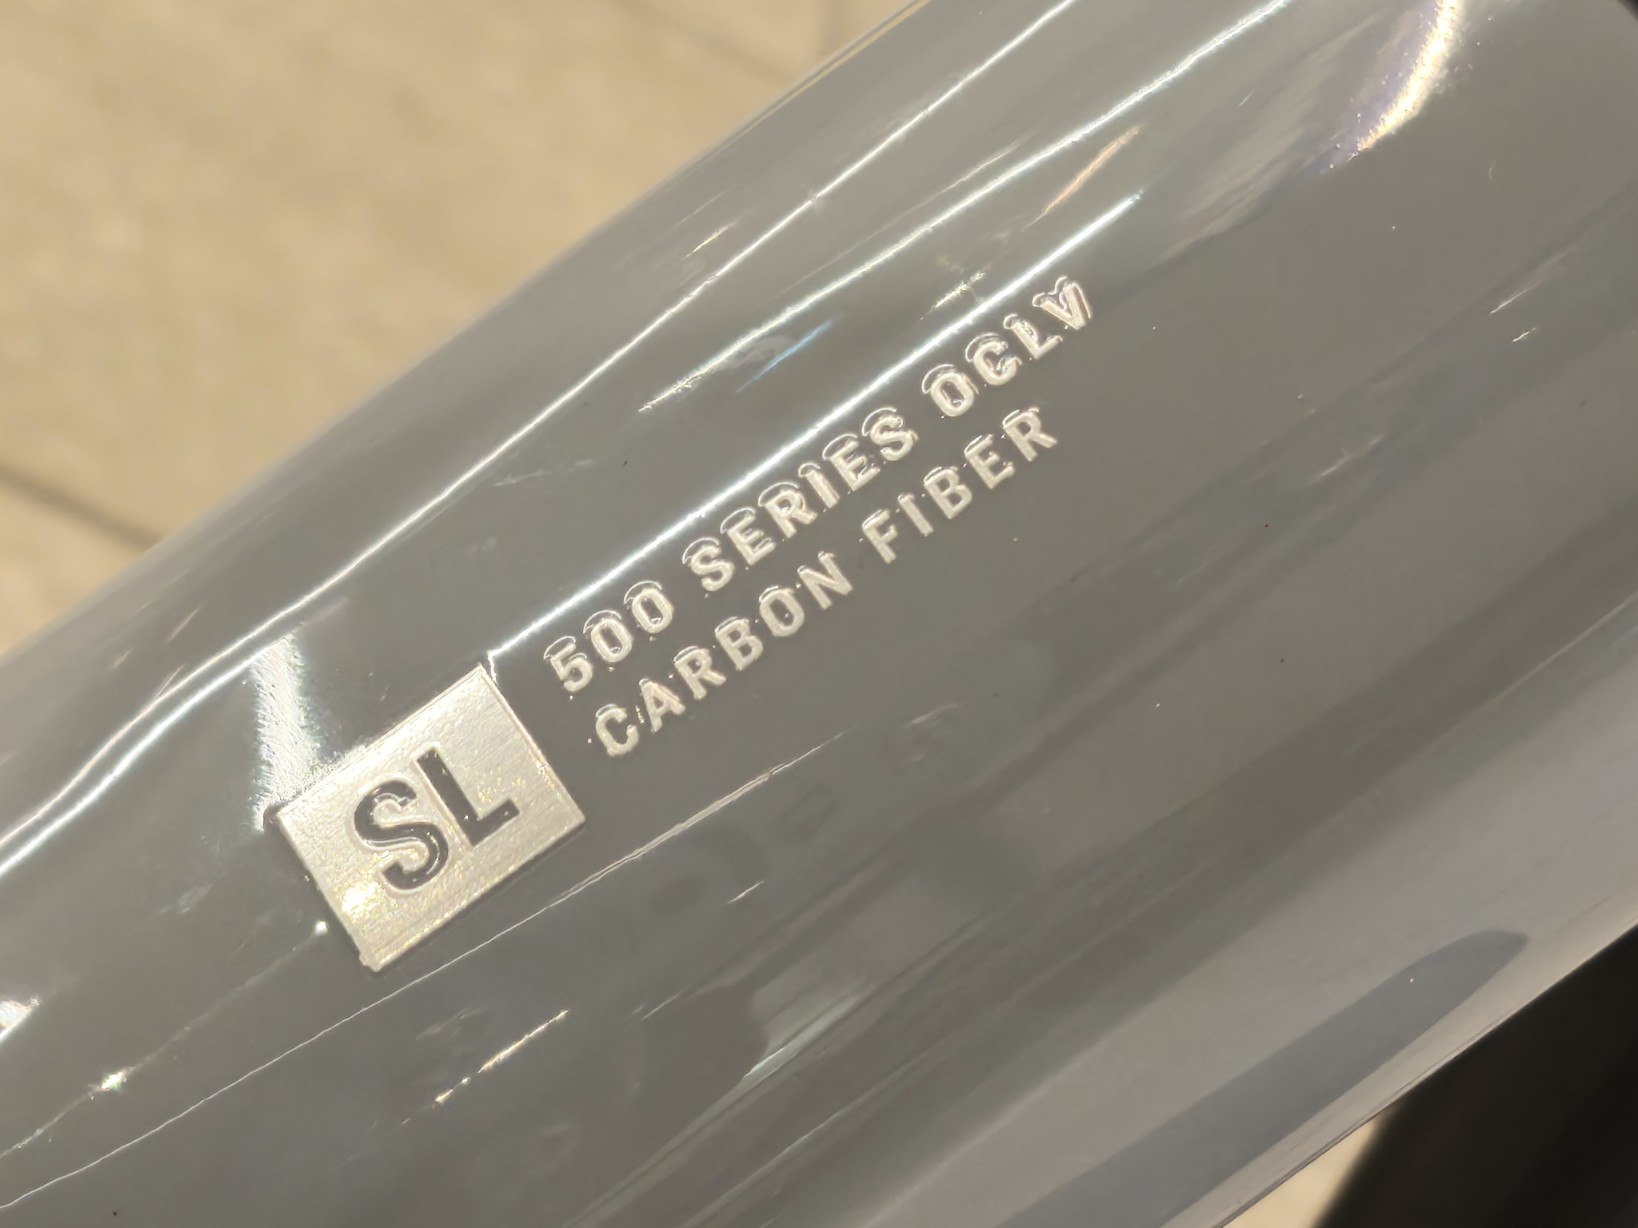 SL
500 SERIES OCLV
CARBON FIBER